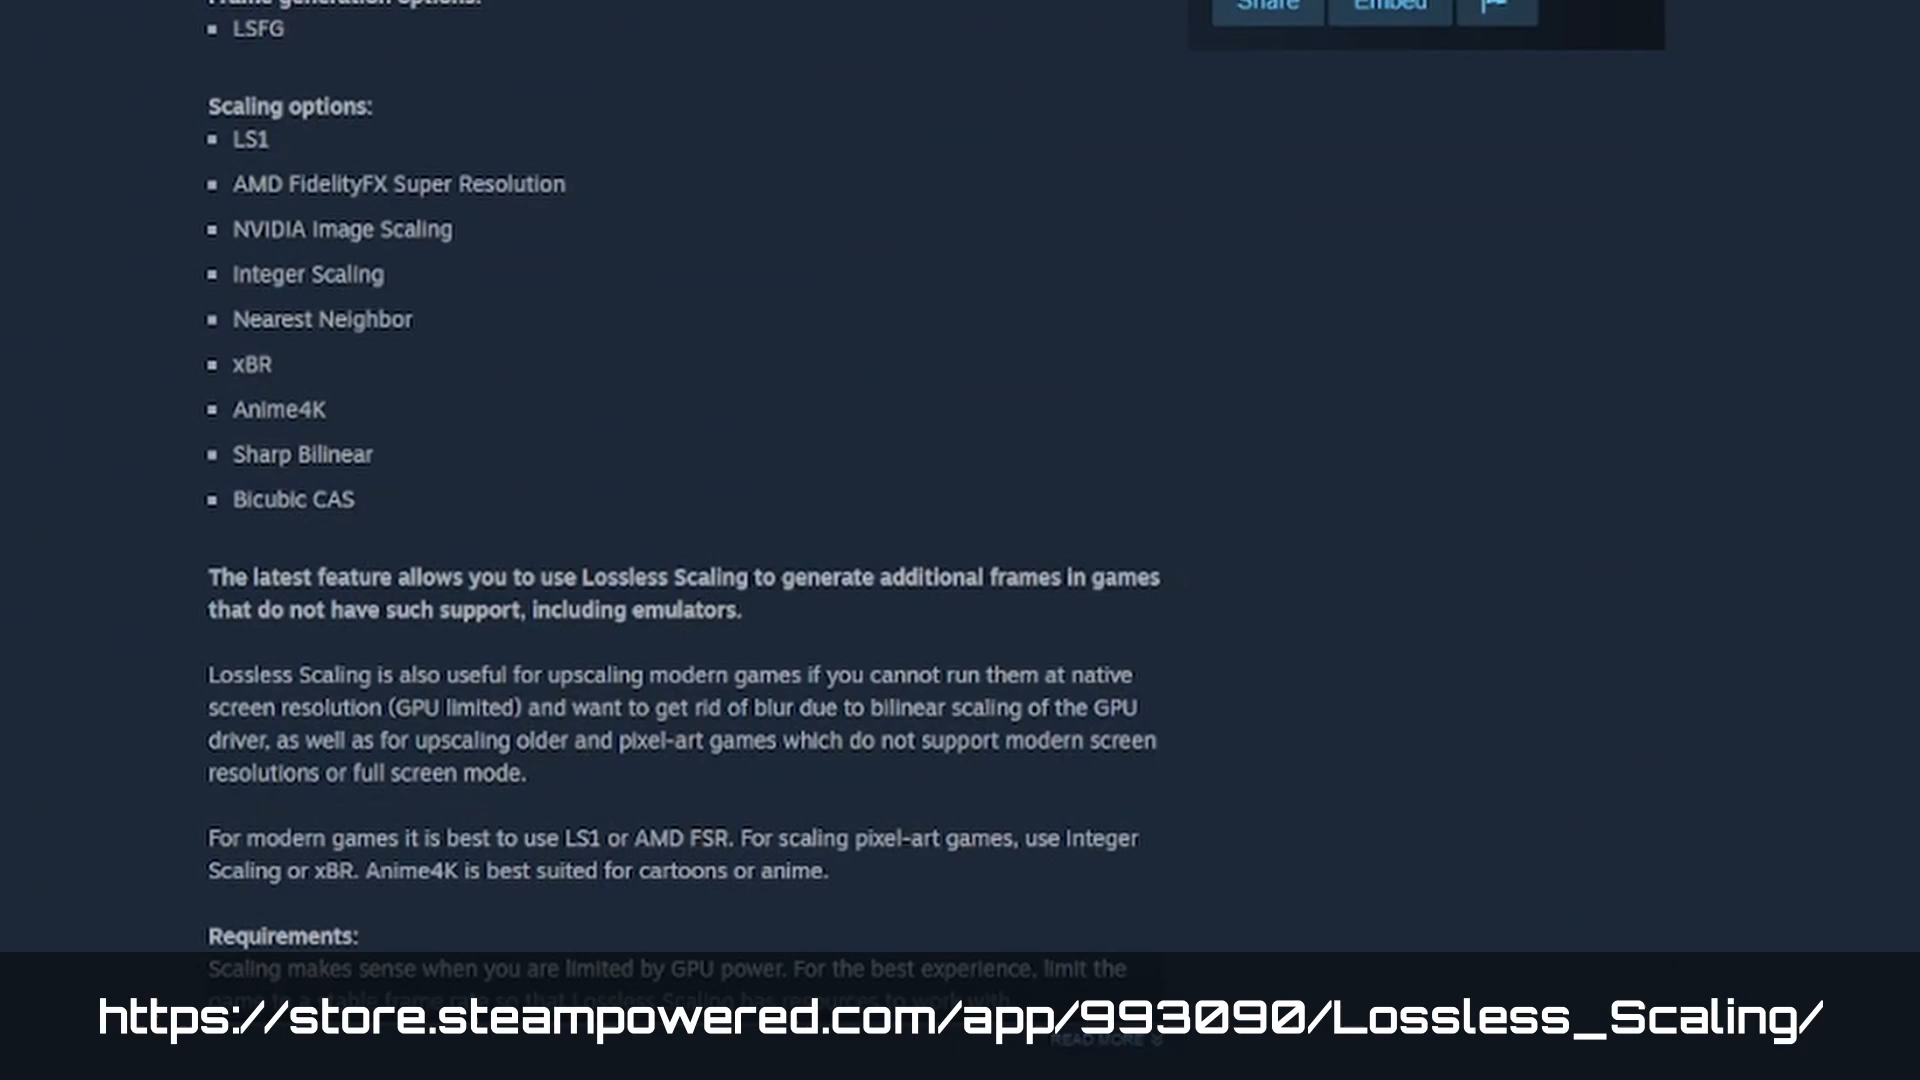 Frame generation options:
LSFG
Share Embed
Scaling options:
LS1
AMD FidelityFX Super Resolution
NVIDIA Image Scaling
Integer Scaling
Nearest Neighbor
xBR
Anime4K
Sharp Bilinear
Bicubic CAS
The latest feature allows you to use Lossless Scaling to generate additional frames in games
that do not have such support, including emulators.
Lossless Scaling is also useful for upscaling modern games if you cannot run them at native
screen resolution (GPU limited) and want to get rid of blur due to bilinear scaling of the GPU
driver, as well as for upscaling older and pixel-art games which do not support modern screen
resolutions or full screen mode.
For modern games it is best to use LS1 or AMD FSR. For scaling pixel-art games, use Integer
Scaling or xBR. Anime4K is best suited for cartoons or anime.
Requirements:
Scaling makes sense when you are limited by GPU power. For the best experience, limit the
https://store.steampowered.com/app/993090/Lossless_Scaling/
READ MORE